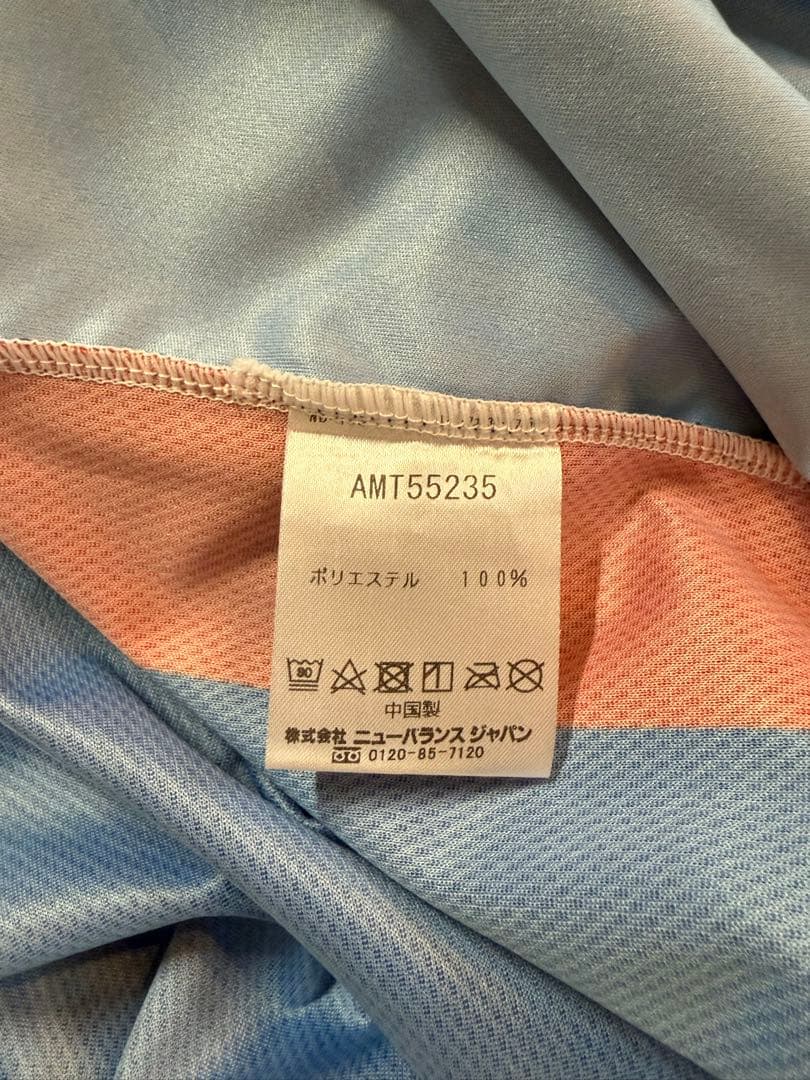 AMT55235
ポリエステル 100%
中国製
株式会社 ニューバランス ジャパン
0120-85-7120